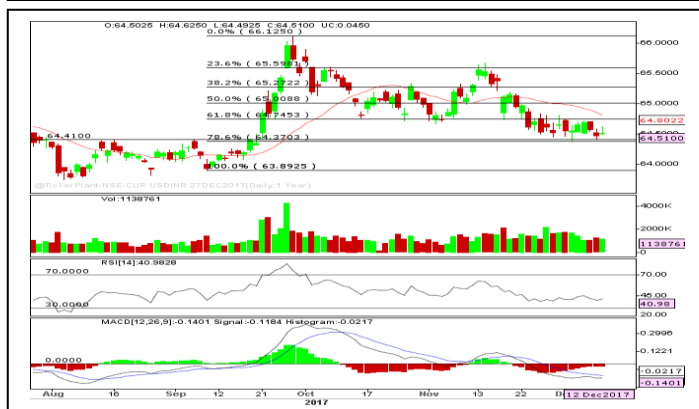 O:64.5025 H:64.6250 L:64.4925 C:64.5100 UC:0.0450
0.0% ( 66.1250 )
66.0000
23.6% ( 65.5981 )
65.5000
38.2% ( 65.2722 )
50.0% ( 65.0088 )
65.0000
61.8% ( 64.7453 )
64.8022
64.4100
78.6% ( 64.3703 )
64.5100
100.0% ( 63.8925 )
64.0000
@TickerPlant-NSE-CUR USDINR 27DEC2017(Daily:1 Year)
Vol:1138761
4000K
2000K
1138761
RSI[14]:40.9828
70.0000
70.00
45.00
30.0000
40.98
20.00
MACD[12,26,9]:-0.1401 Signal:-0.1184 Histogram:-0.0217
0.2996
0.1221
0.0000
-0.0217
-0.1401
Aug 16 Sep 12 21 Oct 17 Nov 13 22 12 Dec2017
2017